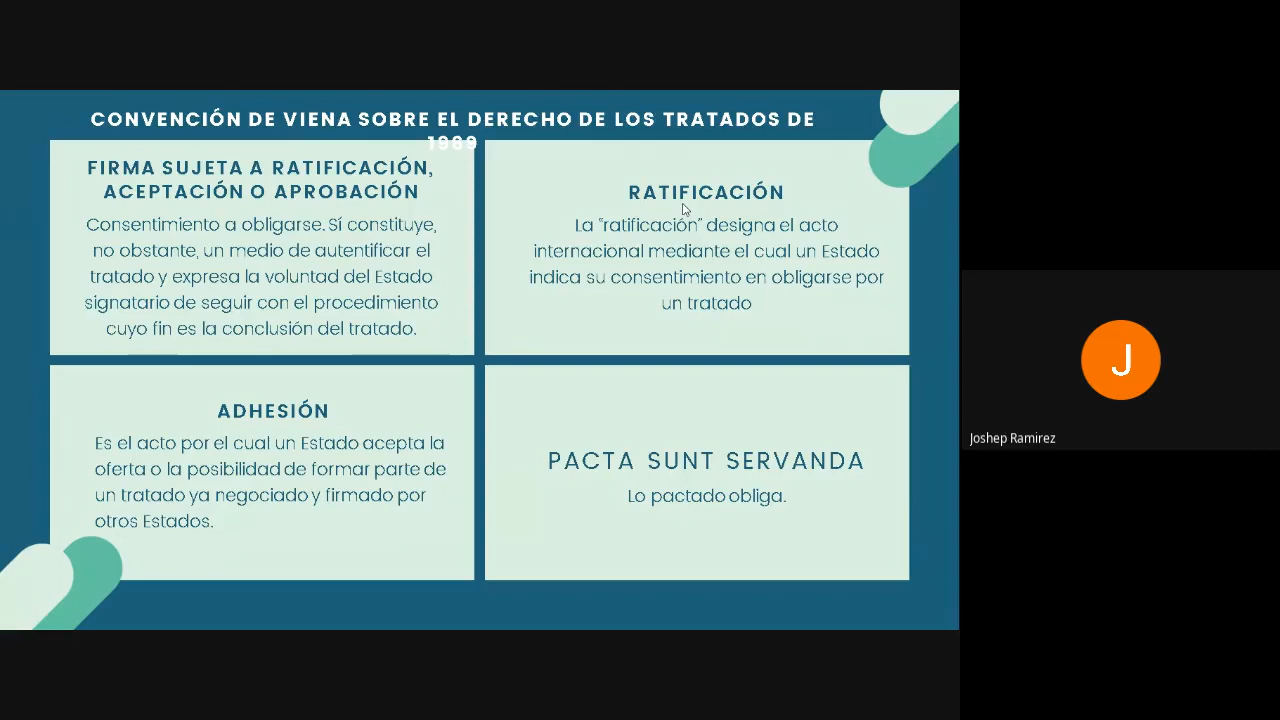 CONVENCIÓN DE VIENA SOBRE EL DERECHO DE LOS TRATADOS DE
1989
FIRMA SUJETA A RATIFICACIÓN,
ACEPTACIÓN O APROBACIÓN
Consentimiento a obligarse. Sí constituye,
no obstante, un medio de autentificar el
tratado y expresa la voluntad del Estado
signatario de seguir con el procedimiento
cuyo fin es la conclusión del tratado.
RATIFICACIÓN
La “ratificación” designa el acto
internacional mediante el cual un Estado
indica su consentimiento en obligarse por
un tratado
ADHESIÓN
Es el acto por el cual un Estado acepta la
oferta o la posibilidad de formar parte de
un tratado ya negociado y firmado por
otros Estados.
PACTA SUNT SERVANDA
Lo pactado obliga.
J
Joshep Ramirez